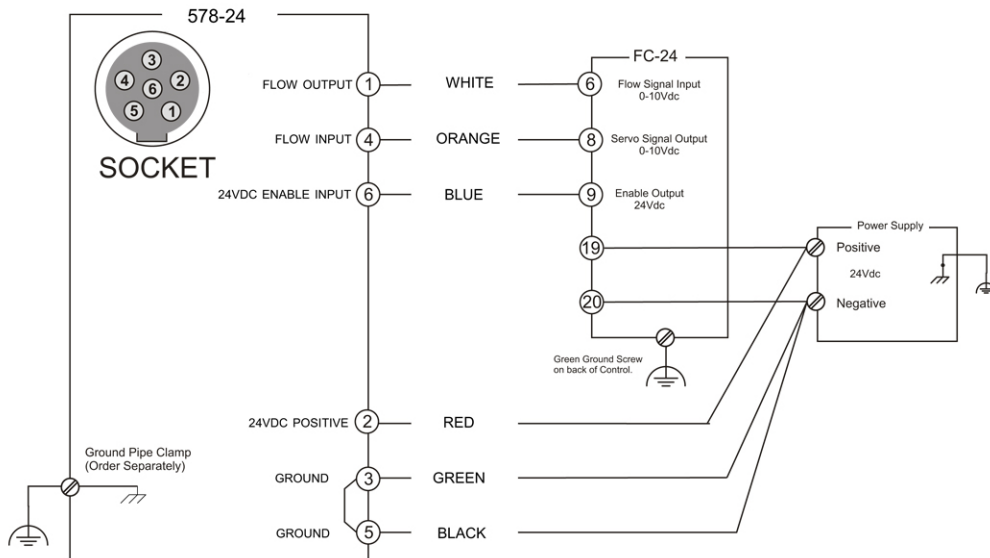 578-24
FC-24
3
4
2
6
5
1
SOCKET
FLOW OUTPUT 1 WHITE 6 Flow Signal Input
0-10Vdc
FLOW INPUT 4 ORANGE 8 Servo Signal Output
0-10Vdc
24VDC ENABLE INPUT 6 BLUE 9 Enable Output
24Vdc
Power Supply
19 Positive
24Vdc
20 Negative
Green Ground Screw
on back of Control.
24VDC POSITIVE 2 RED
Ground Pipe Clamp
(Order Separately)
GROUND 3 GREEN
GROUND 5 BLACK